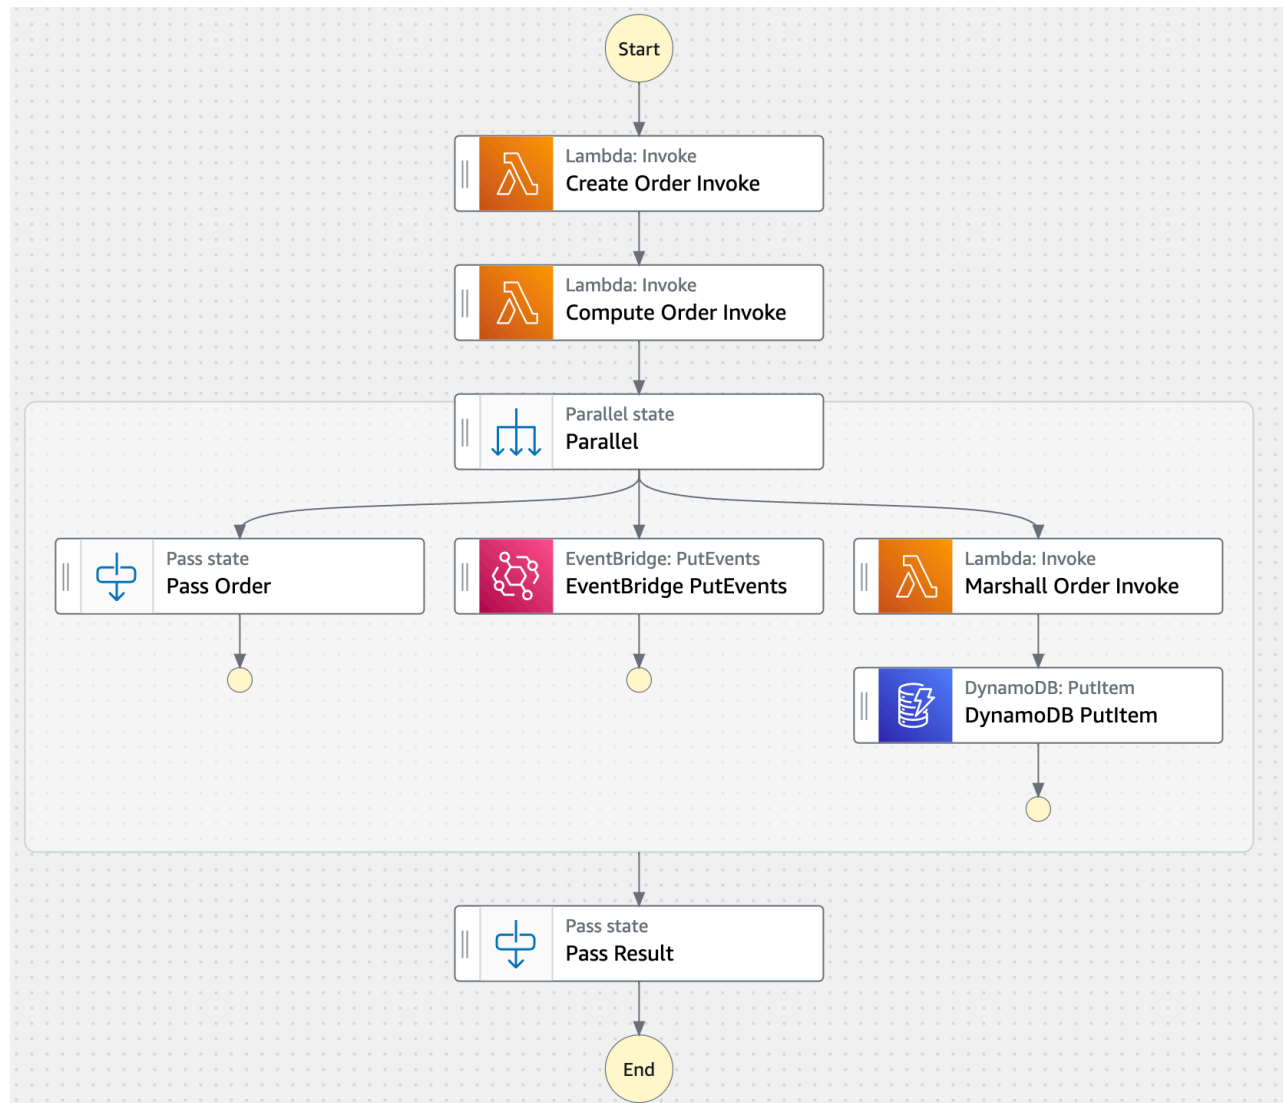 Start
Lambda: Invoke
Create Order Invoke
Lambda: Invoke
Compute Order Invoke
Parallel state
Parallel
Pass state
Pass Order
EventBridge: PutEvents
EventBridge PutEvents
Lambda: Invoke
Marshall Order Invoke
DynamoDB: PutItem
DynamoDB PutItem
Pass state
Pass Result
End